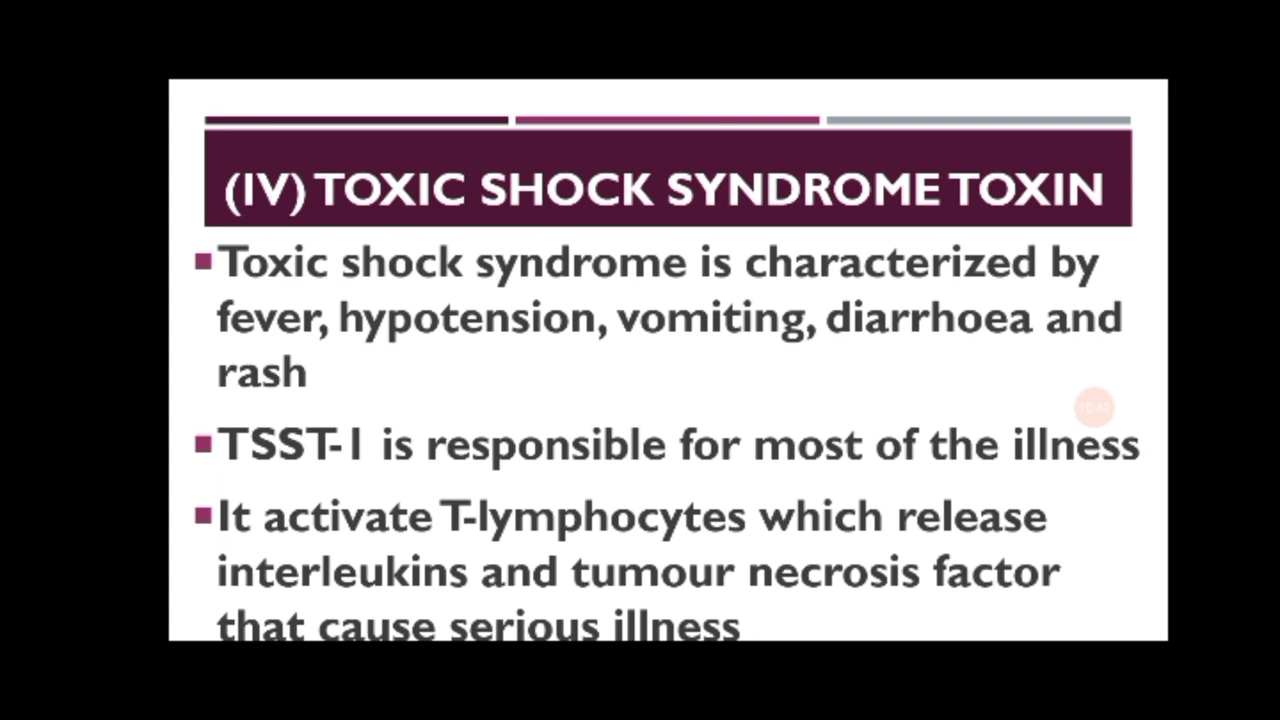 (IV) TOXIC SHOCK SYNDROME TOXIN
Toxic shock syndrome is characterized by
fever, hypotension, vomiting, diarrhoea and
rash
TSST-1 is responsible for most of the illness
It activate T-lymphocytes which release
interleukins and tumour necrosis factor
that cause serious illness